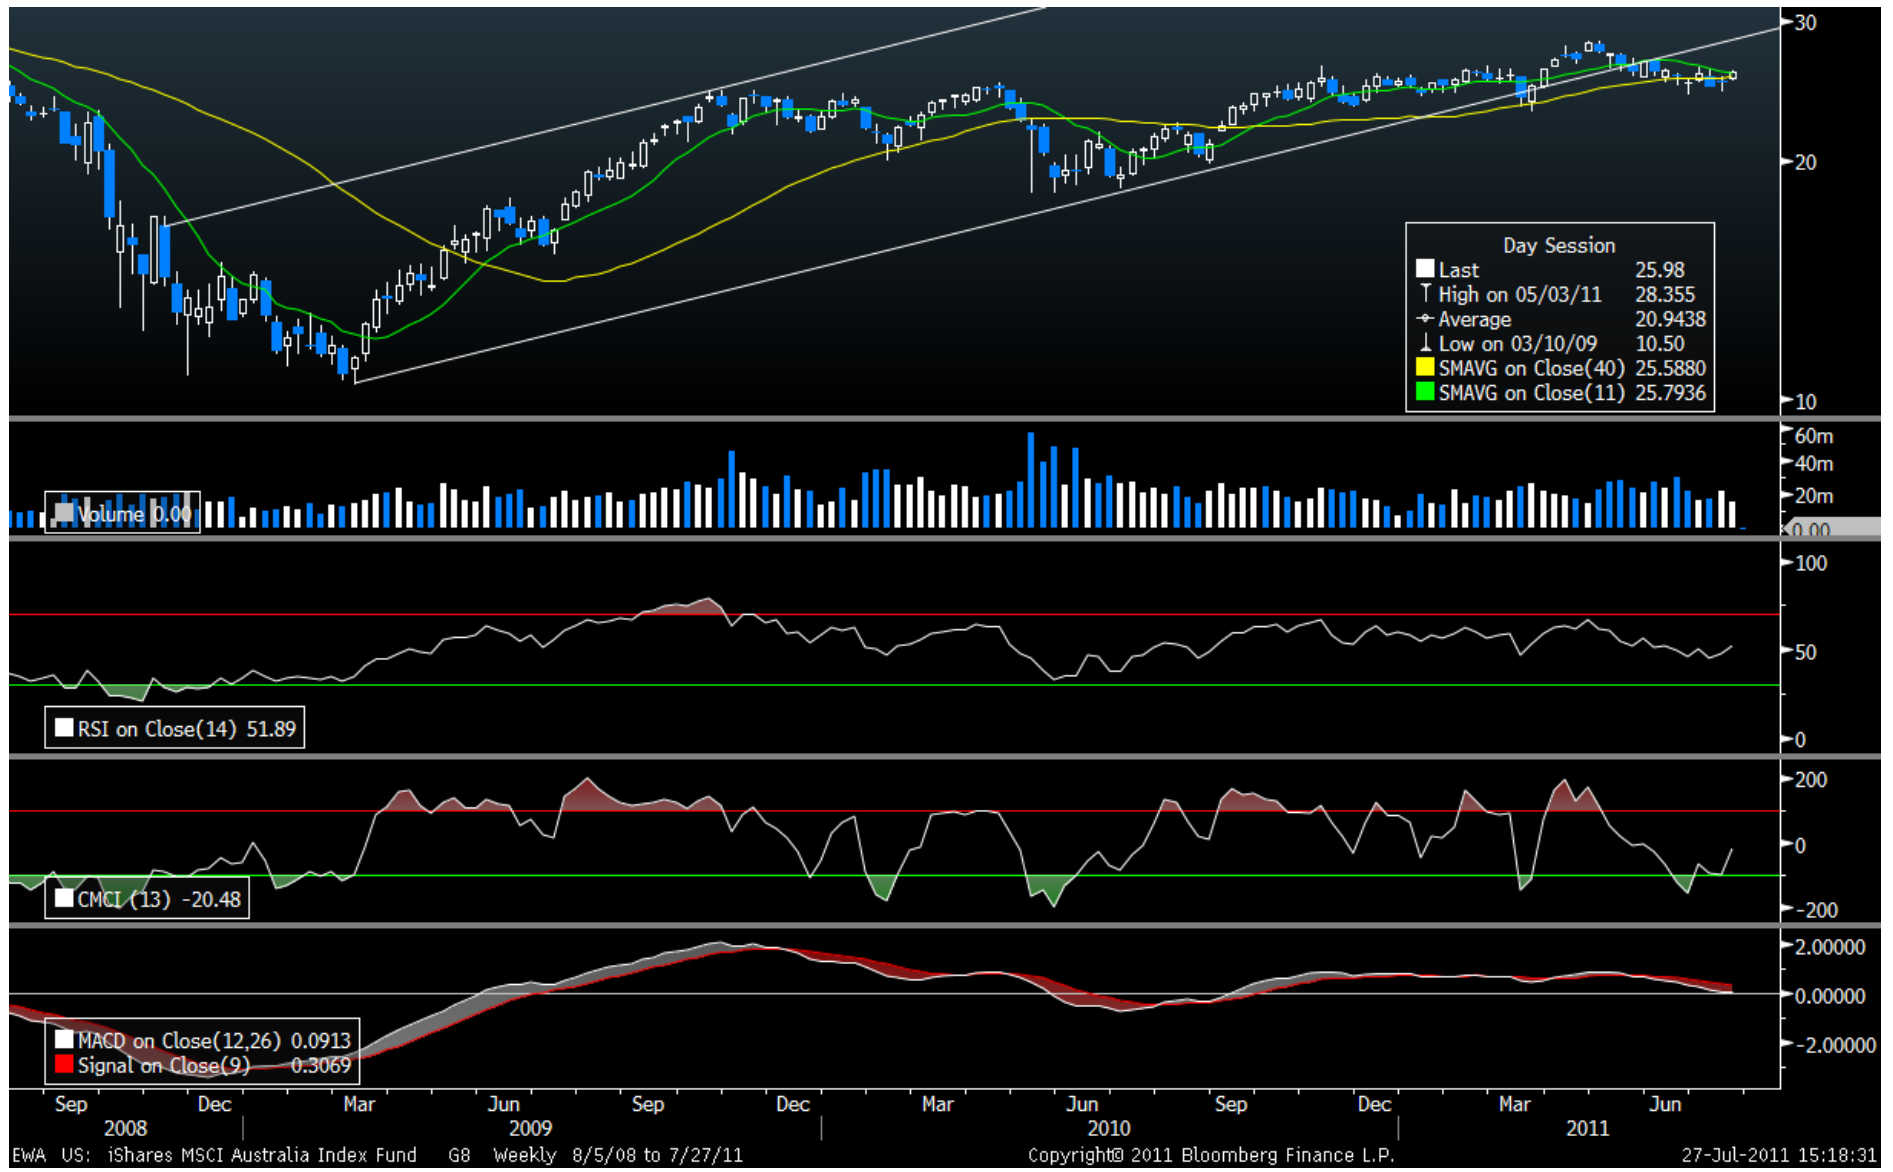 30
20
Day Session
Last 25.98
High on 05/03/11 28.355
Average 20.9438
Low on 03/10/09 10.50
SMAVG on Close(40) 25.5880
SMAVG on Close(11) 25.7936
10
60m
40m
20m
Volume 0.00
0.00
100
50
RSI on Close(14) 51.89
0
200
0
CMCI (13) -20.48
-200
2.00000
0.00000
MACD on Close(12,26) 0.0913
Signal on Close(9) 0.3069
-2.00000
Sep Dec Mar Jun Sep Dec Mar Jun Sep Dec Mar Jun
2008 2009 2010 2011
EWA US: iShares MSCI Australia Index Fund G8 Weekly 8/5/08 to 7/27/11 Copyright© 2011 Bloomberg Finance L.P. 27-Jul-2011 15:18:31